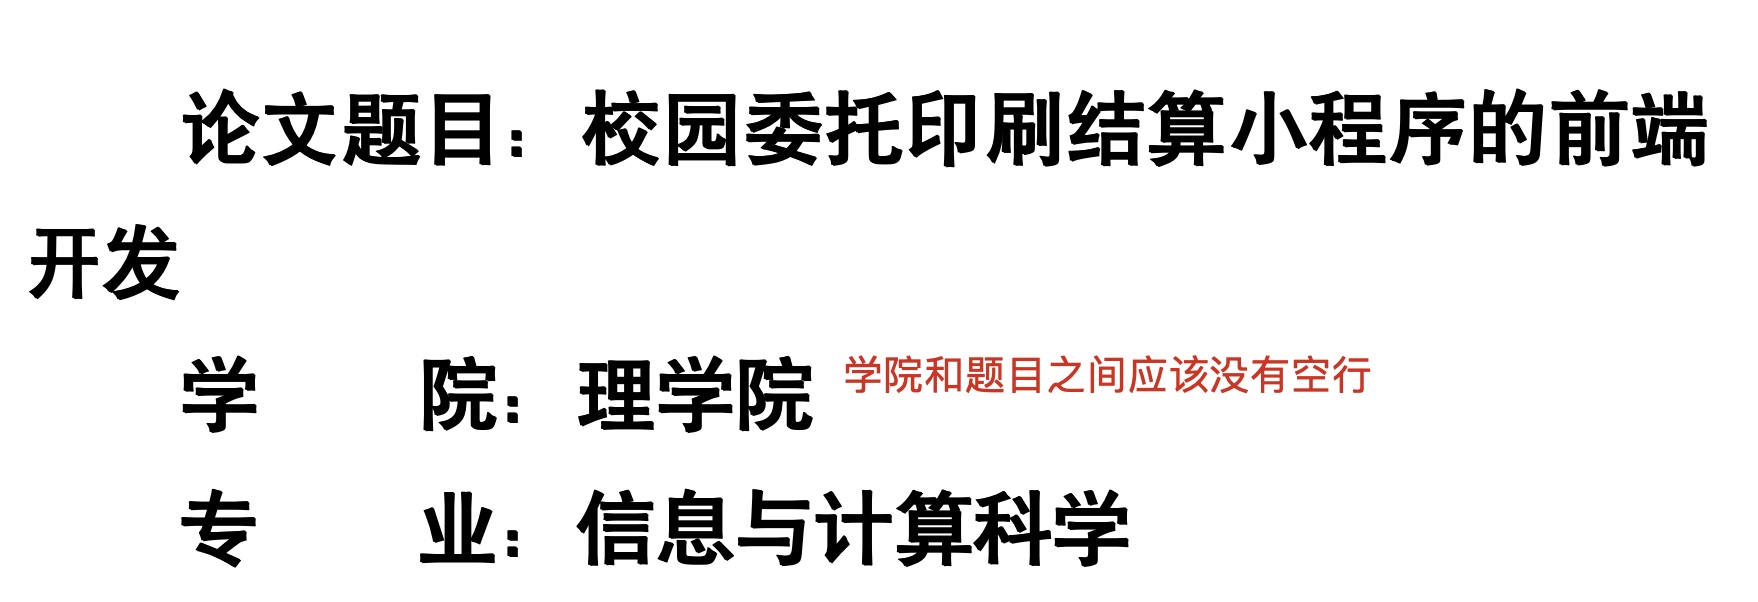 论文题目：校园委托印刷结算小程序的前端
开发
学　　院：理学院 学院和题目之间应该没有空行
专　　业：信息与计算科学